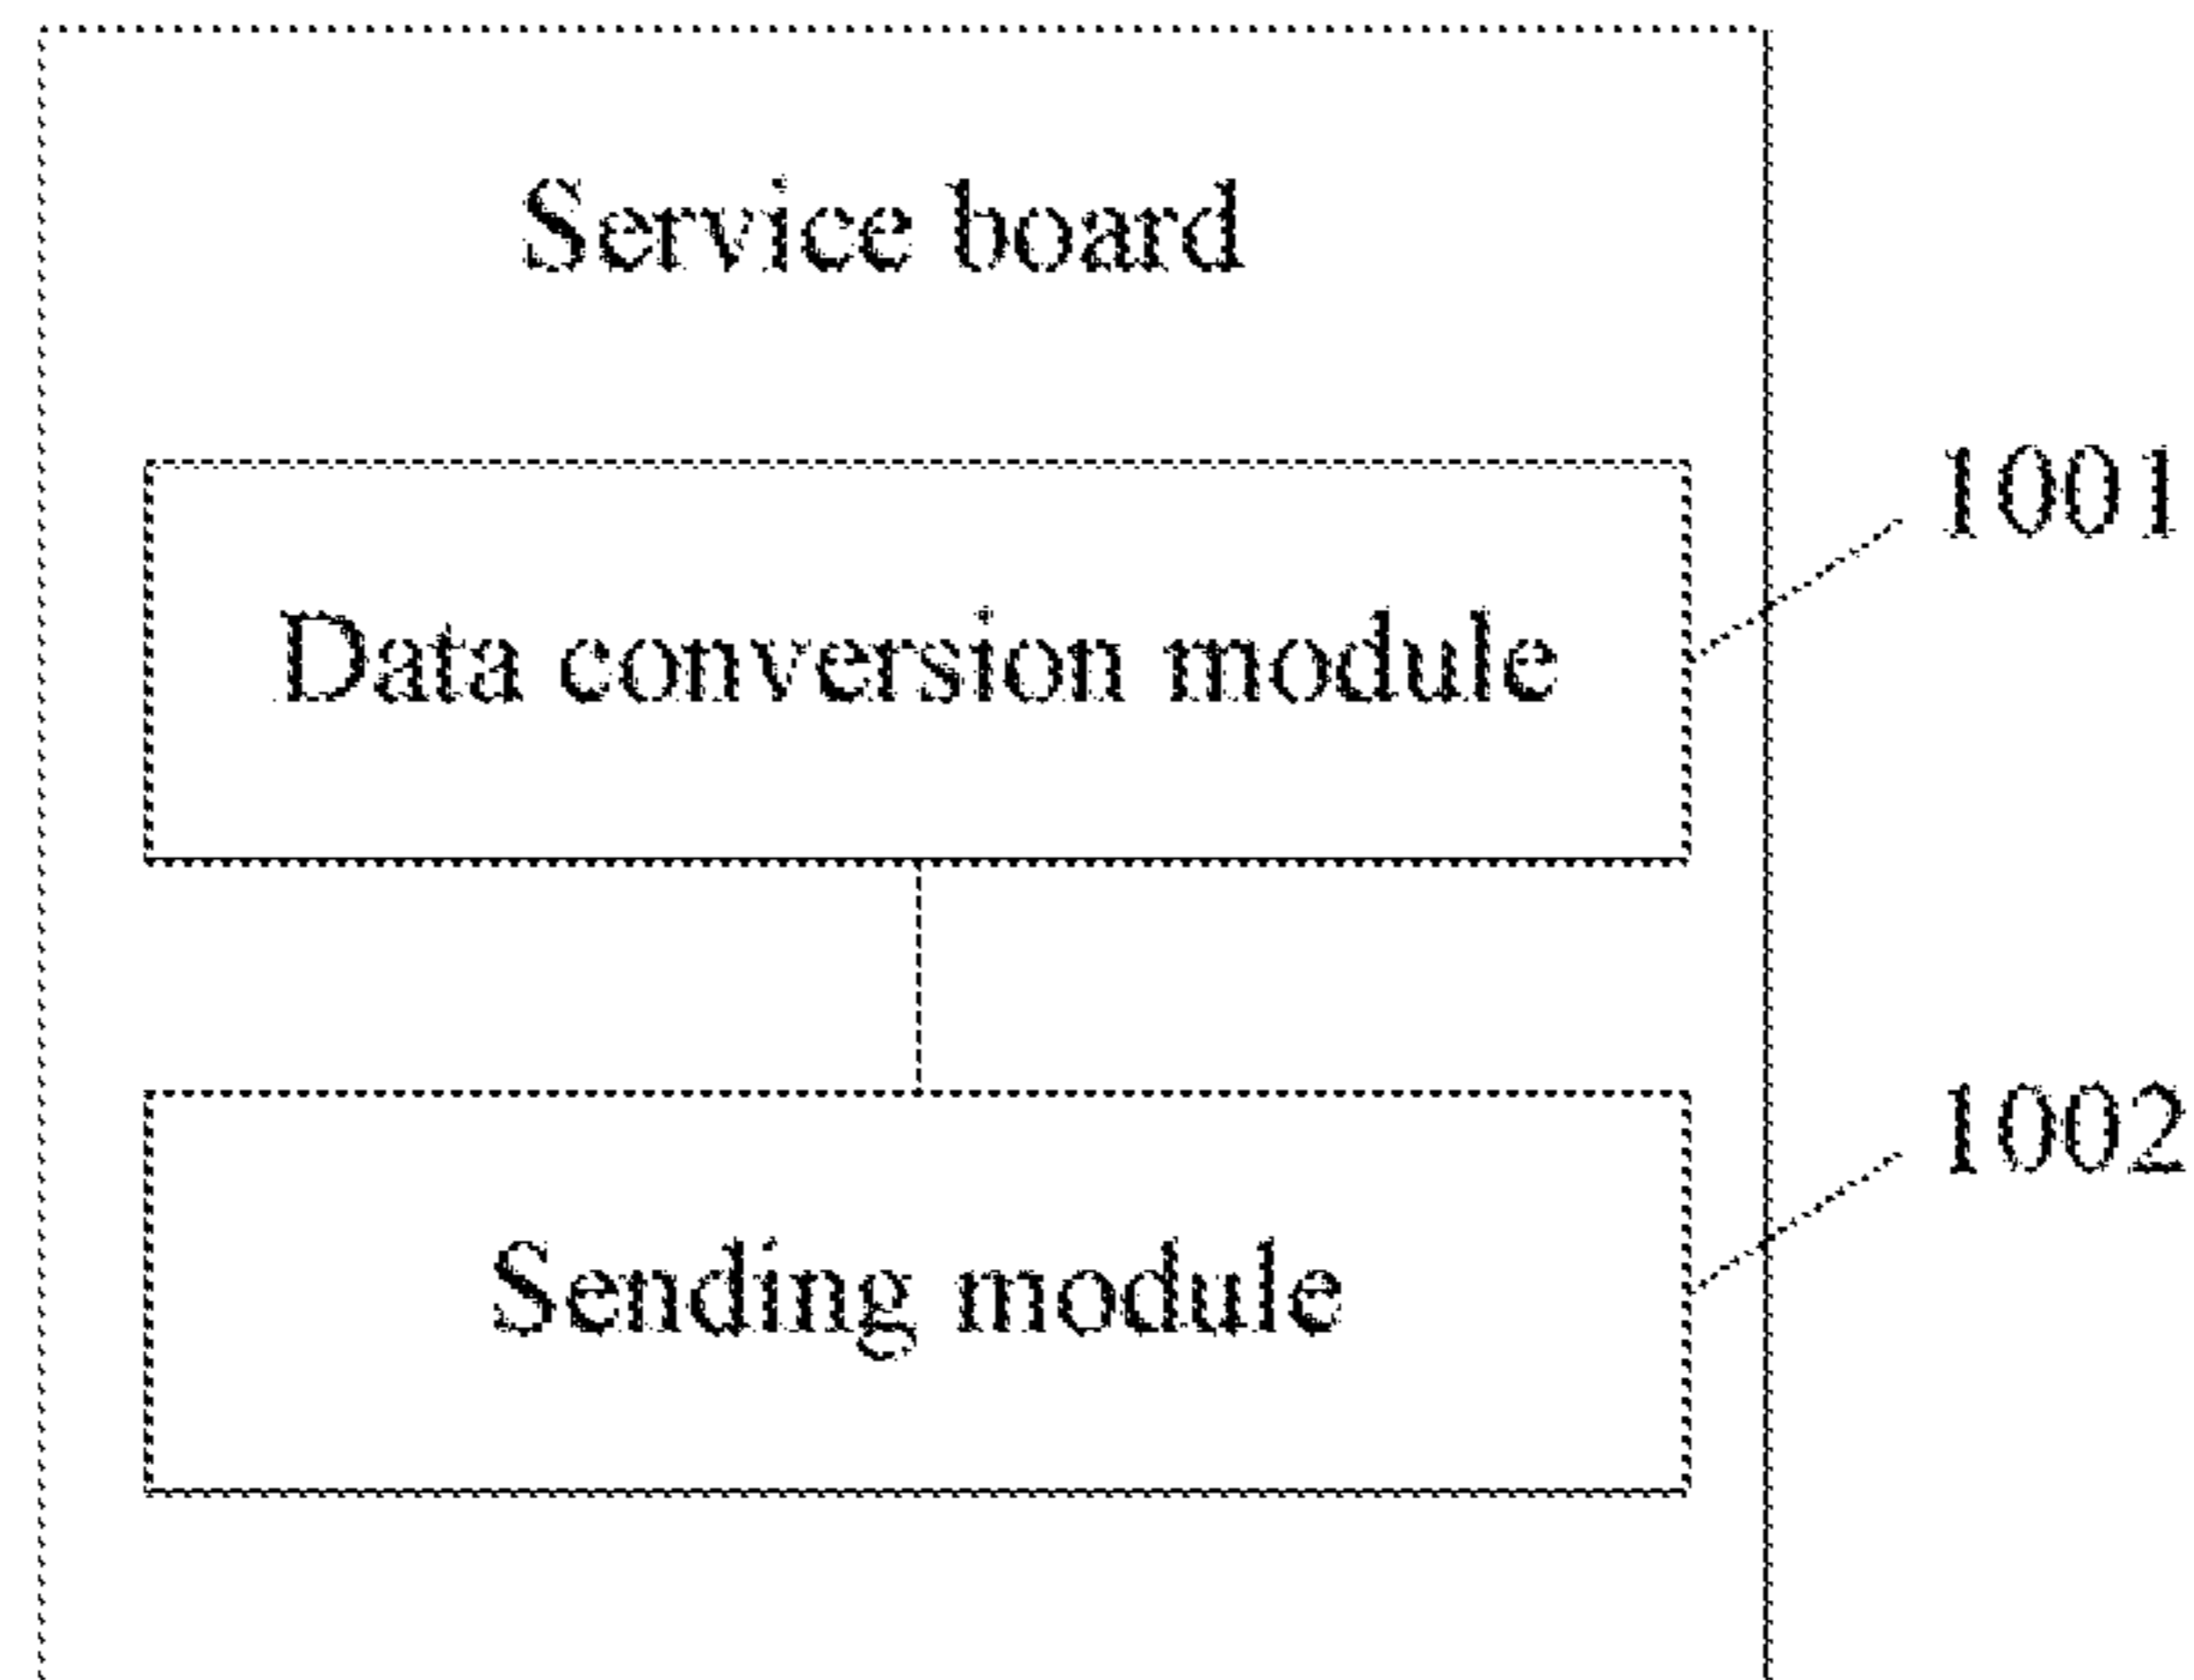 Service board
1001
Data conversion module
1002
Sending module